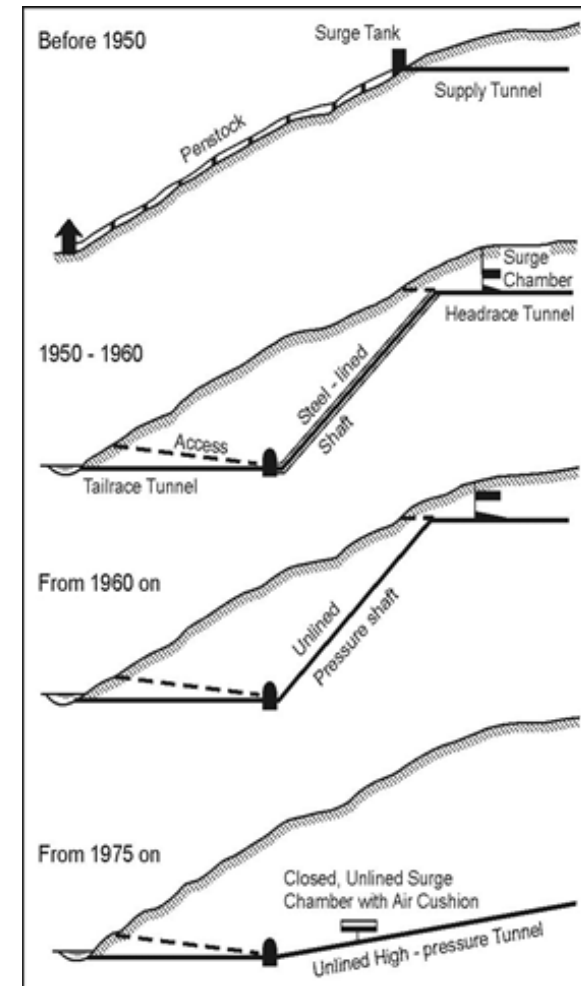 Before 1950
Surge Tank
Supply Tunnel
Penstock
Surge
Chamber
Headrace Tunnel
1950 - 1960
Steel - lined
Shaft
Access
Tailrace Tunnel
From 1960 on
Unlined
Pressure shaft
From 1975 on
Closed, Unlined Surge
Chamber with Air Cushion
Unlined High - pressure Tunnel